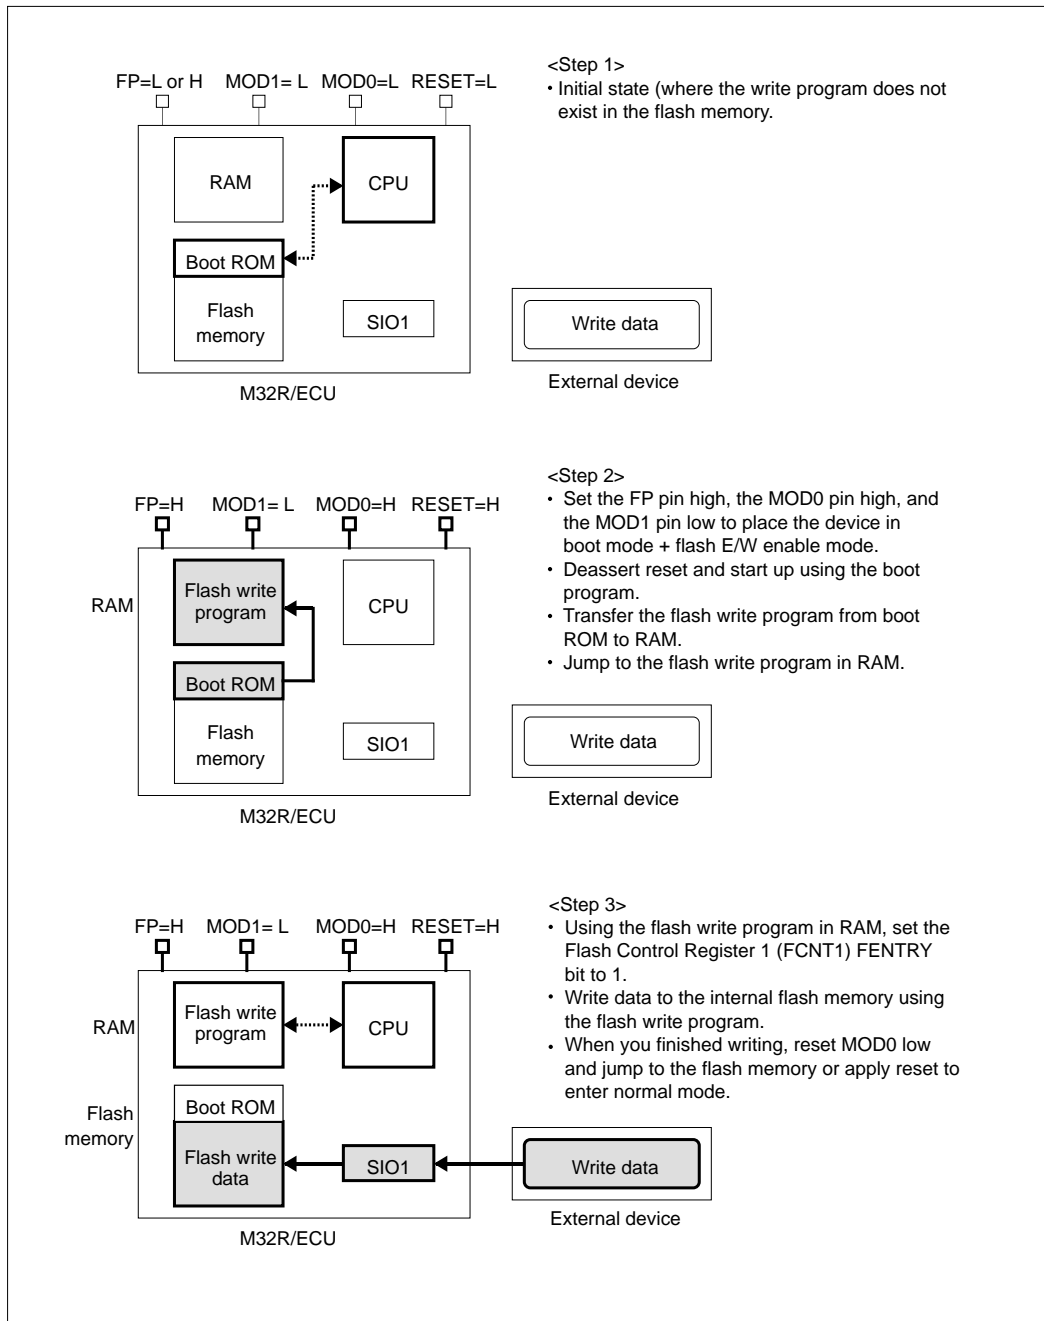 FP=L or H MOD1= L MOD0=L RESET=L
RAM
CPU
Boot ROM
Flash
memory
SIO1
M32R/ECU
Write data
External device
<Step 1>
• Initial state (where the write program does not
exist in the flash memory.
FP=H MOD1= L MOD0=H RESET=H
RAM
Flash write
program
CPU
Boot ROM
Flash
memory
SIO1
M32R/ECU
Write data
External device
<Step 2>
• Set the FP pin high, the MOD0 pin high, and
the MOD1 pin low to place the device in
boot mode + flash E/W enable mode.
• Deassert reset and start up using the boot
program.
• Transfer the flash write program from boot
ROM to RAM.
• Jump to the flash write program in RAM.
FP=H MOD1= L MOD0=H RESET=H
RAM
Flash write
program
CPU
Flash
memory
Boot ROM
Flash write
data
SIO1
M32R/ECU
Write data
External device
<Step 3>
• Using the flash write program in RAM, set the
Flash Control Register 1 (FCNT1) FENTRY
bit to 1.
• Write data to the internal flash memory using
the flash write program.
• When you finished writing, reset MOD0 low
and jump to the flash memory or apply reset to
enter normal mode.